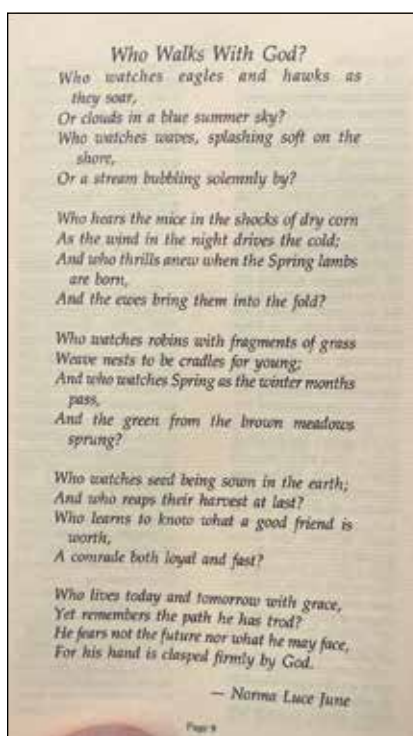 Who Walks With God?
Who watches eagles and hawks as
they soar,
Or clouds in a blue summer sky?
Who watches waves, splashing soft on the
shore,
Or a stream bubbling solemnly by?
Who hears the mice in the shocks of dry corn
As the wind in the night drives the cold;
And who thrills anew when the Spring lambs
are born,
And the ewes bring them into the fold?
Who watches robins with fragments of grass
Weave nests to be cradles for young;
And who watches Spring as the winter months
pass,
And the green from the brown meadows
sprung?
Who watches seed being sown in the earth;
And who reaps their harvest at last?
Who learns to know what a good friend is
worth,
A comrade both loyal and fast?
Who lives today and tomorrow with grace,
Yet remembers the path he has trod?
He fears not the future nor what he may face,
For his hand is clasped firmly by God.
— Norma Luce June
Page 9